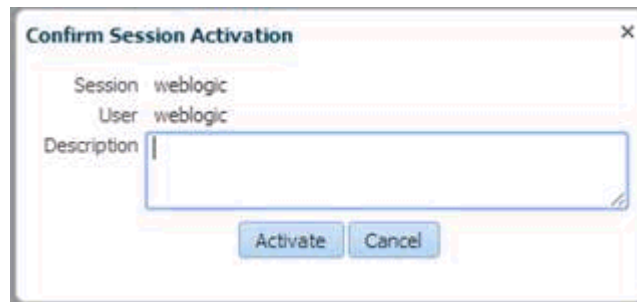 Confirm Session Activation
Session weblogic
User weblogic
Description
Activate Cancel